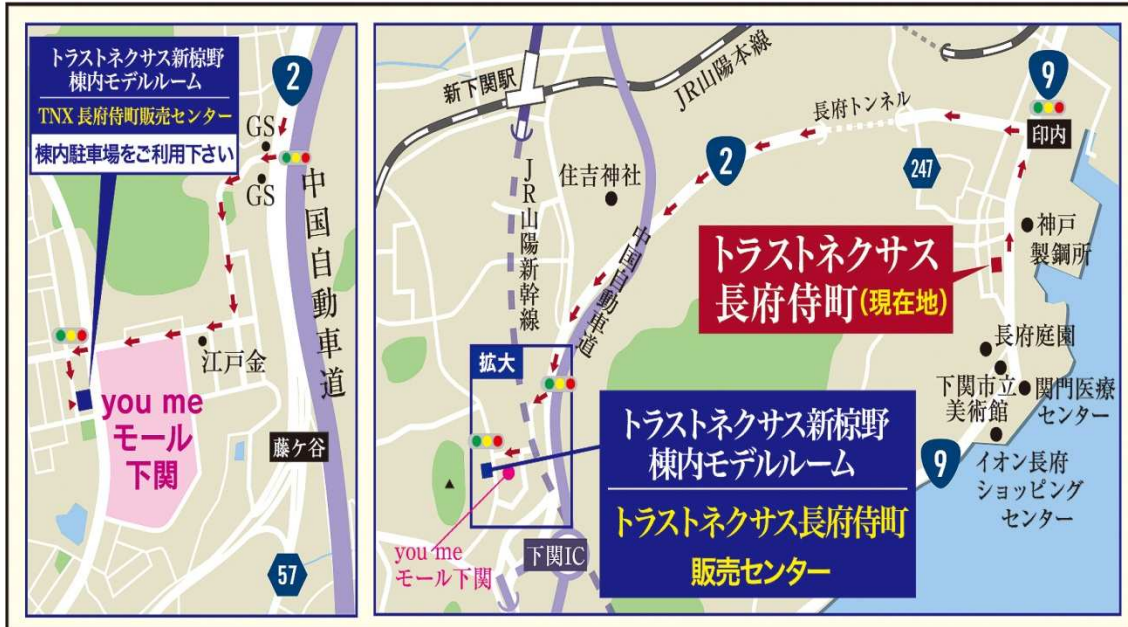 トラストネクサス新椋野
棟内モデルルーム
TNX 長府侍町販売センター
棟内駐車場をご利用下さい
2
GS
GS
中国自動車道
江戸金
you me
モール
下関
藤ケ谷
57
新下関駅
JR山陽本線
JR山陽新幹線
住吉神社
2
中国自動車道
長府トンネル
9
印内
247
神戸
製鋼所
トラストネクサス
長府侍町(現在地)
長府庭園
下関市立
美術館
関門医療
センター
9
イオン長府
ショッピング
センター
拡大
トラストネクサス新椋野
棟内モデルルーム
トラストネクサス長府侍町
販売センター
you me
モール下関
下関IC